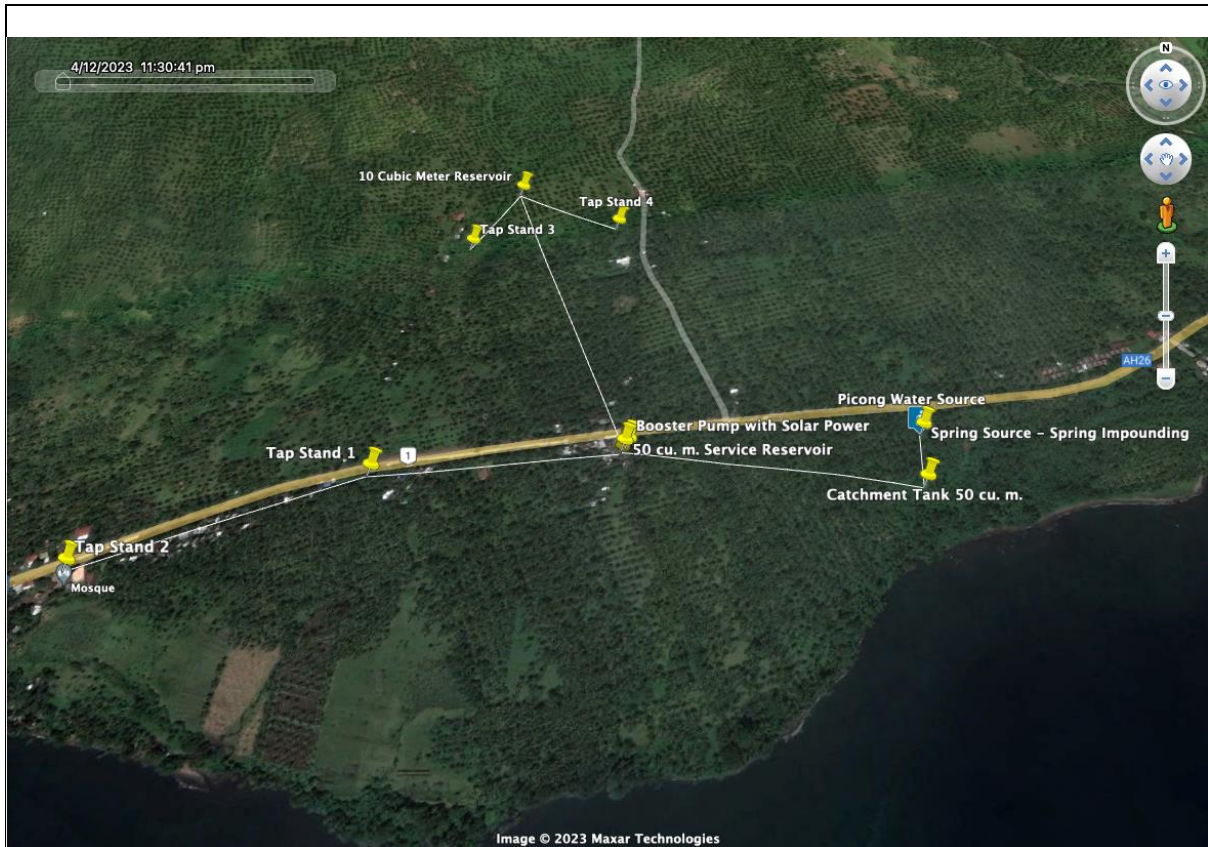 N
4/12/2023 11:30:41 pm
10 Cubic Meter Reservoir
Tap Stand 4
Tap Stand 3
AH26
Picong Water Source
Booster Pump with Solar Power
Spring Source - Spring Impounding
50 cu. m. Service Reservoir
Tap Stand 1
1
Catchment Tank 50 cu. m.
Tap Stand 2
Mosque
Image © 2023 Maxar Technologies